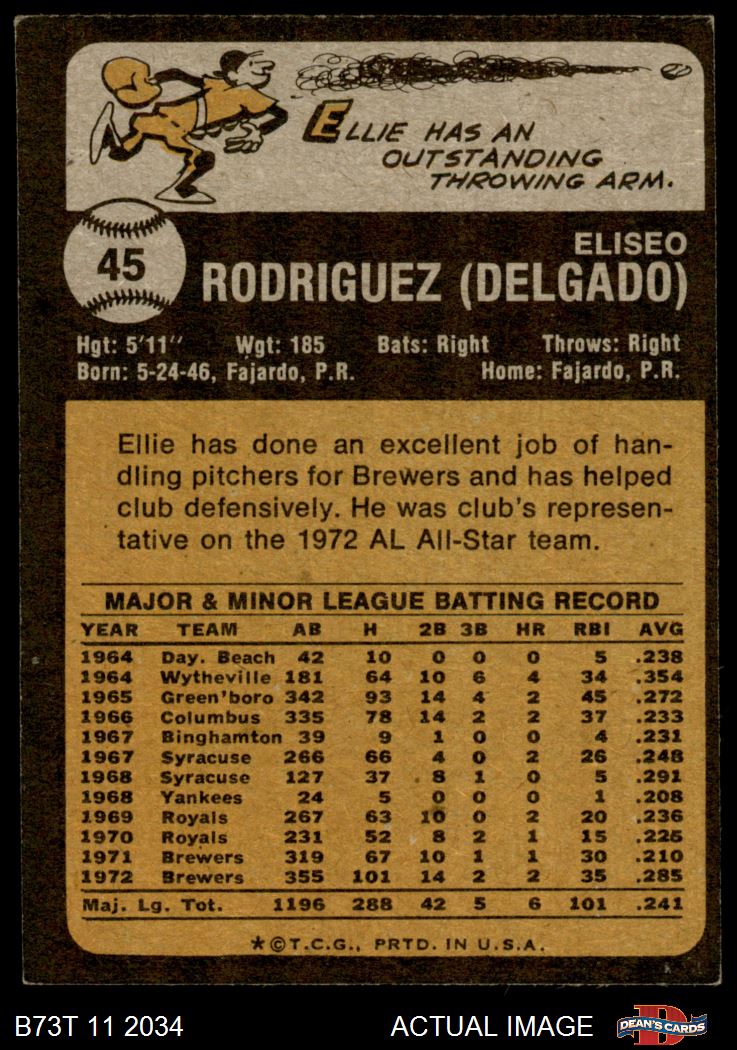 ELLIE HAS AN
OUTSTANDING
THROWING ARM.
45
ELISEO
RODRIGUEZ (DELGADO)
Hgt: 5'11" Wgt: 185 Bats: Right Throws: Right
Born: 5-24-46, Fajardo, P.R. Home: Fajardo, P.R.
Ellie has done an excellent job of han-
dling pitchers for Brewers and has helped
club defensively. He was club's represen-
tative on the 1972 AL All-Star team.
MAJOR & MINOR LEAGUE BATTING RECORD
YEAR TEAM AB H 2B 3B HR RBI AVG
1964 Day. Beach 42 10 0 0 0 5 .238
1964 Wytheville 181 64 10 6 4 34 .354
1965 Green'boro 342 93 14 4 2 45 .272
1966 Columbus 335 78 14 2 2 37 .233
1967 Binghamton 39 9 1 0 0 4 .231
1967 Syracuse 266 66 4 0 2 26 .248
1968 Syracuse 127 37 8 1 0 5 .291
1968 Yankees 24 5 0 0 0 1 .208
1969 Royals 267 63 10 0 2 20 .236
1970 Royals 231 52 8 2 1 15 .225
1971 Brewers 319 67 10 1 1 30 .210
1972 Brewers 355 101 14 2 2 35 .285
Maj. Lg. Tot. 1196 288 42 5 6 101 .241
★©T.C.G., PRTD. IN U.S.A.
B73T 11 2034 ACTUAL IMAGE DEAN'S CARDS